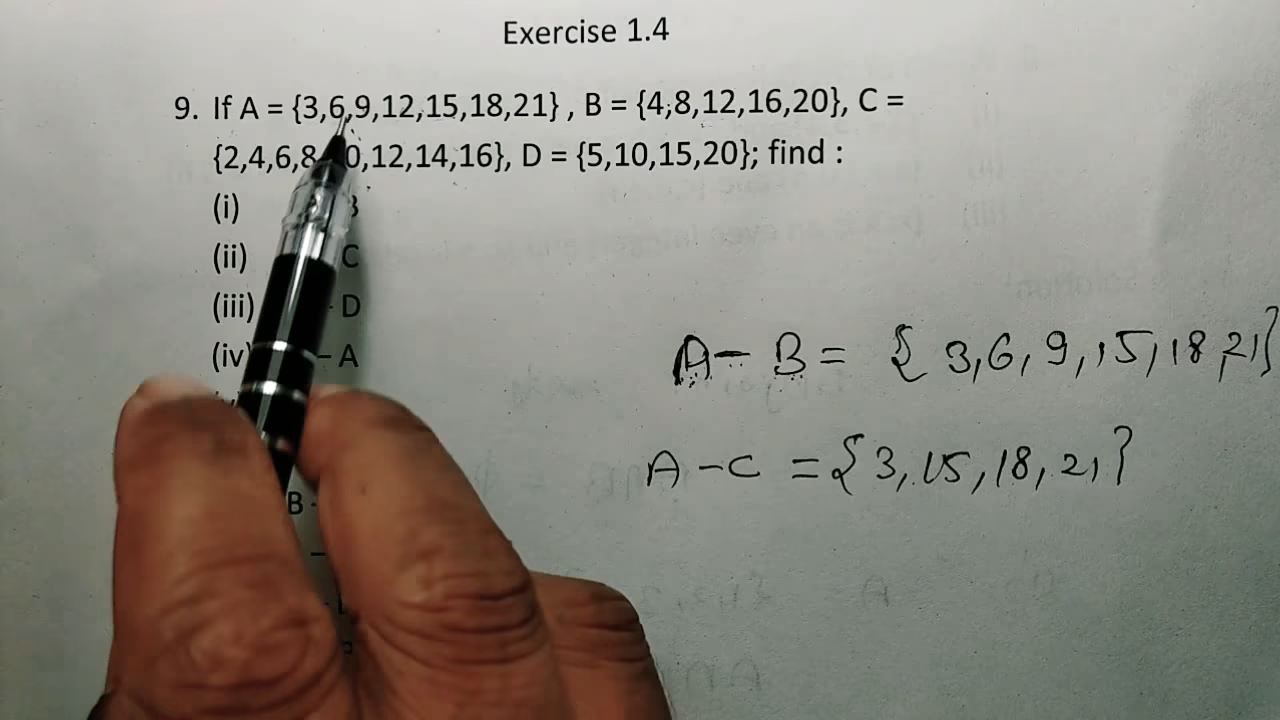 Exercise 1.4
9. If A = {3,6,9,12,15,18,21} , B = {4,8,12,16,20}, C =
{2,4,6,8 0,12,14,16}, D = {5,10,15,20}; find :
(i)
(ii) C
(iii) - D
(iv) – A
A – B = { 3,6,9,15,18,21}
A – C = {3,15,18,21}
B -